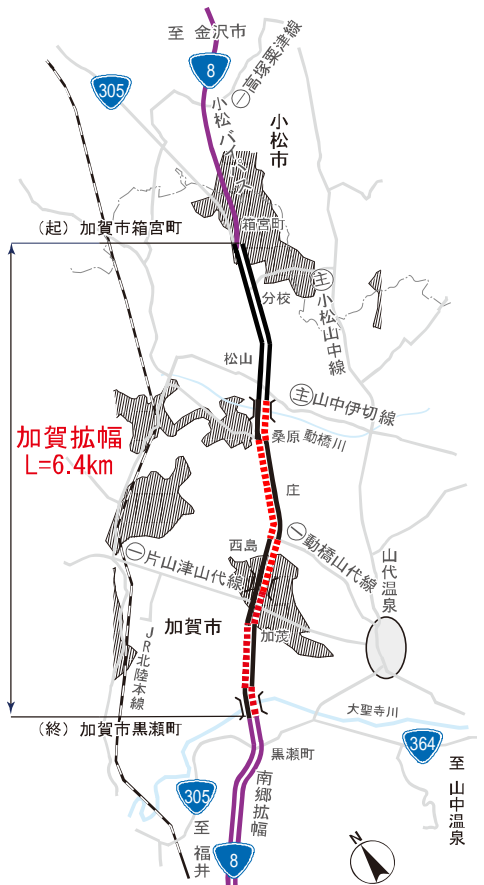 至 金沢市
8
305
㊀高塚粟津線
小松バイパス
小松市
箱宮町
（起）加賀市箱宮町
分校
主 小松山中線
松山
主 山中伊切線
加賀拡幅
L=6.4km
桑原
動橋川
庄
西島
㊀動橋山代線
㊀片山津山代線
山代温泉
加賀市
加茂
JR北陸本線
大聖寺川
（終）加賀市黒瀬町
364
黒瀬町
至 山中温泉
305
南郷拡幅
至 福井
8
N